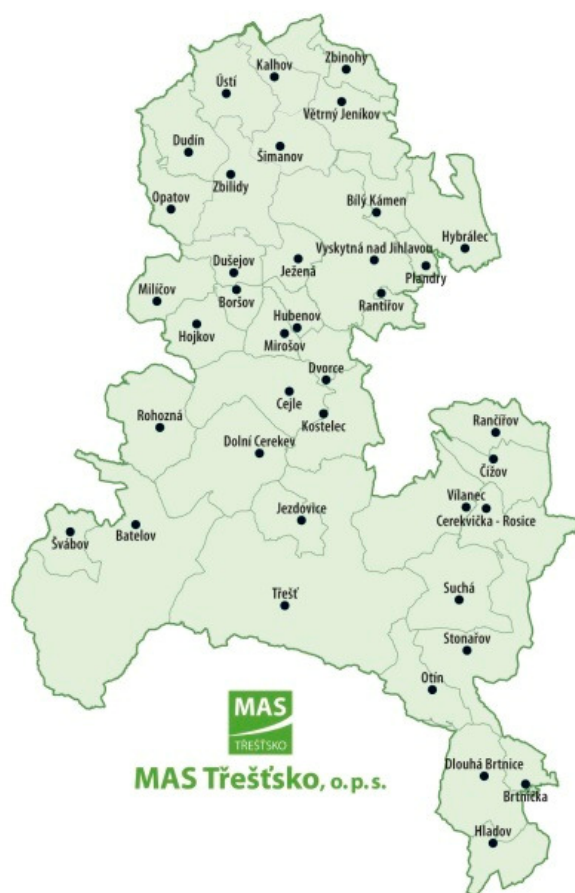 Zbinohy
Kalhov
Ústí
Větrný Jeníkov
Dudín
Šimanov
Zbilidy
Opatov
Bílý Kámen
Hybrálec
Vyskytná nad Jihlavou
Dušejov
Ježená
Plandry
Milíčov
Boršov
Rantířov
Hubenov
Hojkov
Mirošov
Dvorce
Cejle
Rohozná
Kostelec
Rančířov
Dolní Cerekev
Čížov
Vílanec
Jezdovice
Cerekvička - Rosice
Švábov
Batelov
Třešť
Suchá
Stonařov
Otín
MAS
TŘEŠŤSKO
MAS Třešťsko, o.p.s.
Dlouhá Brtnice
Brtnička
Hladov